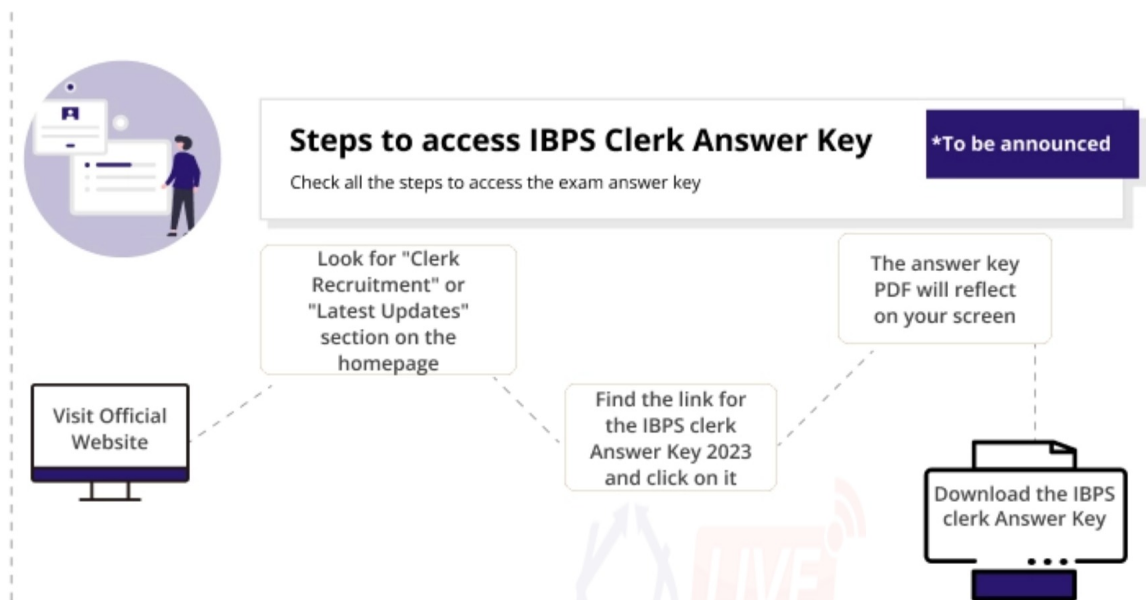 Steps to access IBPS Clerk Answer Key
*To be announced
Check all the steps to access the exam answer key
Visit Official
Website
Look for "Clerk
Recruitment" or
"Latest Updates"
section on the
homepage
Find the link for
the IBPS clerk
Answer Key 2023
and click on it
The answer key
PDF will reflect
on your screen
Download the IBPS
clerk Answer Key
LIVE